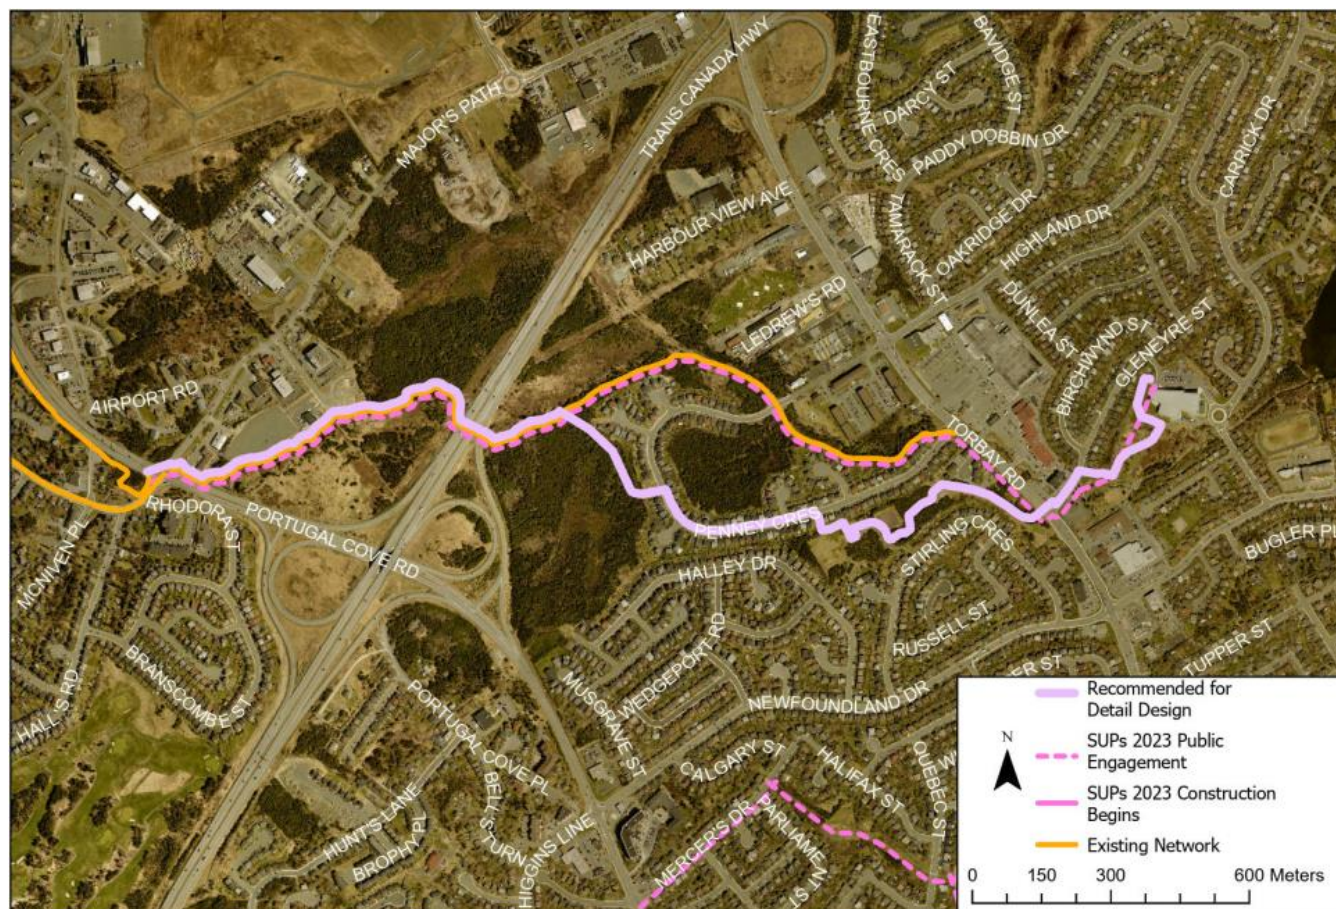 EASTBOURNE CRES
BAVIDGE ST
DARCY ST
TRANS CANADA HWY
MAJOR'S PATH
PADDY DOBBIN DR
CARRICK DR
HARBOUR VIEW AVE
TAMARACK ST
OAKRIDGE DR
HIGHLAND DR
LEDREW'S RD
DUNLEA ST
BIRCHWYND ST
GLENEYRE ST
AIRPORT RD
TORBAY RD
MCNIVEN PL
RHODORA ST
PORTUGAL COVE RD
PENNEY CRES
STIRLING CRES
HALLEY DR
BUGLER PL
RUSSELL ST
TUPPER ST
ER ST
HALL'S RD
BRANSCOMBE ST
MUSGRAVE ST
WEDGEPORT RD
NEWFOUNDLAND DR
PORTUGAL COVE PL
CALGARY ST
HALIFAX ST
QUEBEC ST
HUNT'S LANE
BROPHY PL
BELL'S TURN
HIGGINS LINE
MERCER'S DR
PARLIAMENT ST
Recommended for
Detail Design
SUPs 2023 Public
Engagement
SUPs 2023 Construction
Begins
Existing Network
N
0 150 300 600 Meters